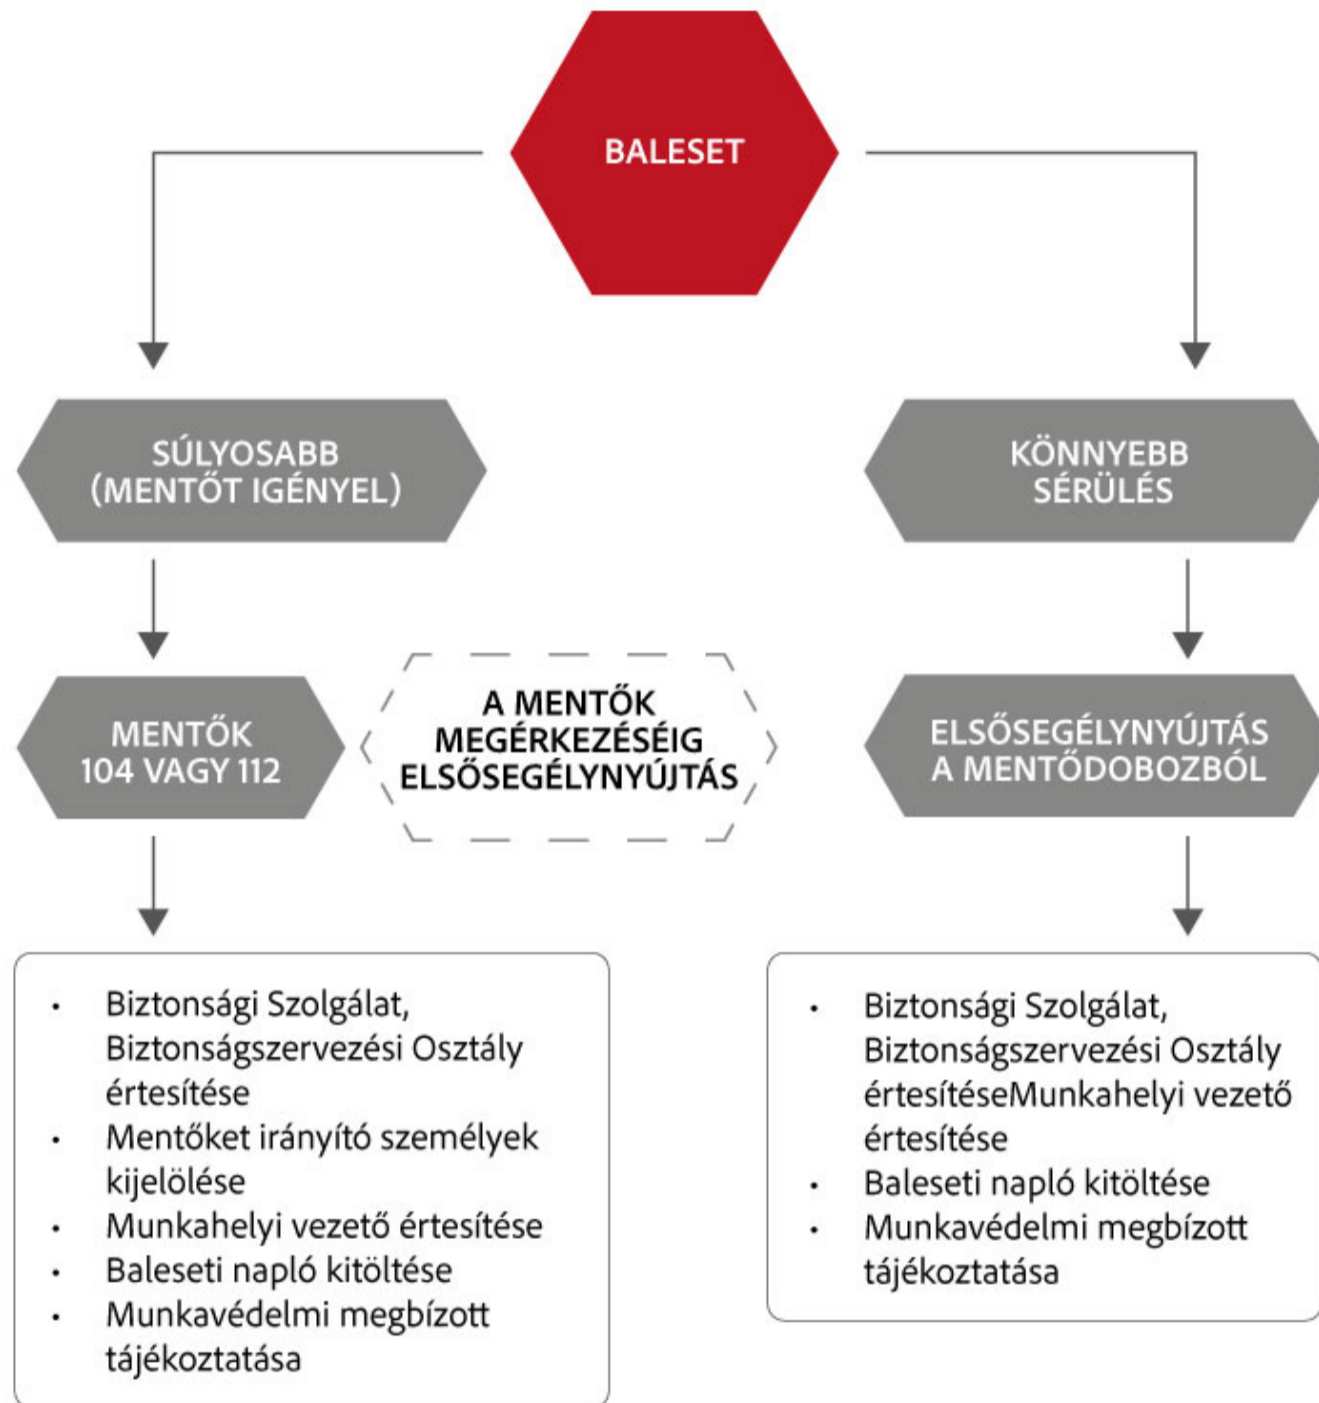 BALESET
SÚLYOSABB
(MENTŐT IGÉNYEL)
KÖNNYEBB
SÉRÜLÉS
MENTŐK
104 VAGY 112
A MENTŐK
MEGÉRKEZÉSÉIG
ELSŐSEGÉLYNYÚJTÁS
ELSŐSEGÉLYNYÚJTÁS
A MENTŐDOBOZBÓL
• Biztonsági Szolgálat,
Biztonságszervezési Osztály
értesítése
• Mentőket irányító személyek
kijelölése
• Munkahelyi vezető értesítése
• Baleseti napló kitöltése
• Munkavédelmi megbízott
tájékoztatása
• Biztonsági Szolgálat,
Biztonságszervezési Osztály
értesítéseMunkahelyi vezető
értesítése
• Baleseti napló kitöltése
• Munkavédelmi megbízott
tájékoztatása